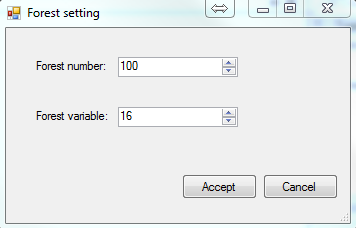 Forest setting
Forest number: 100
Forest variable: 16
Accept Cancel